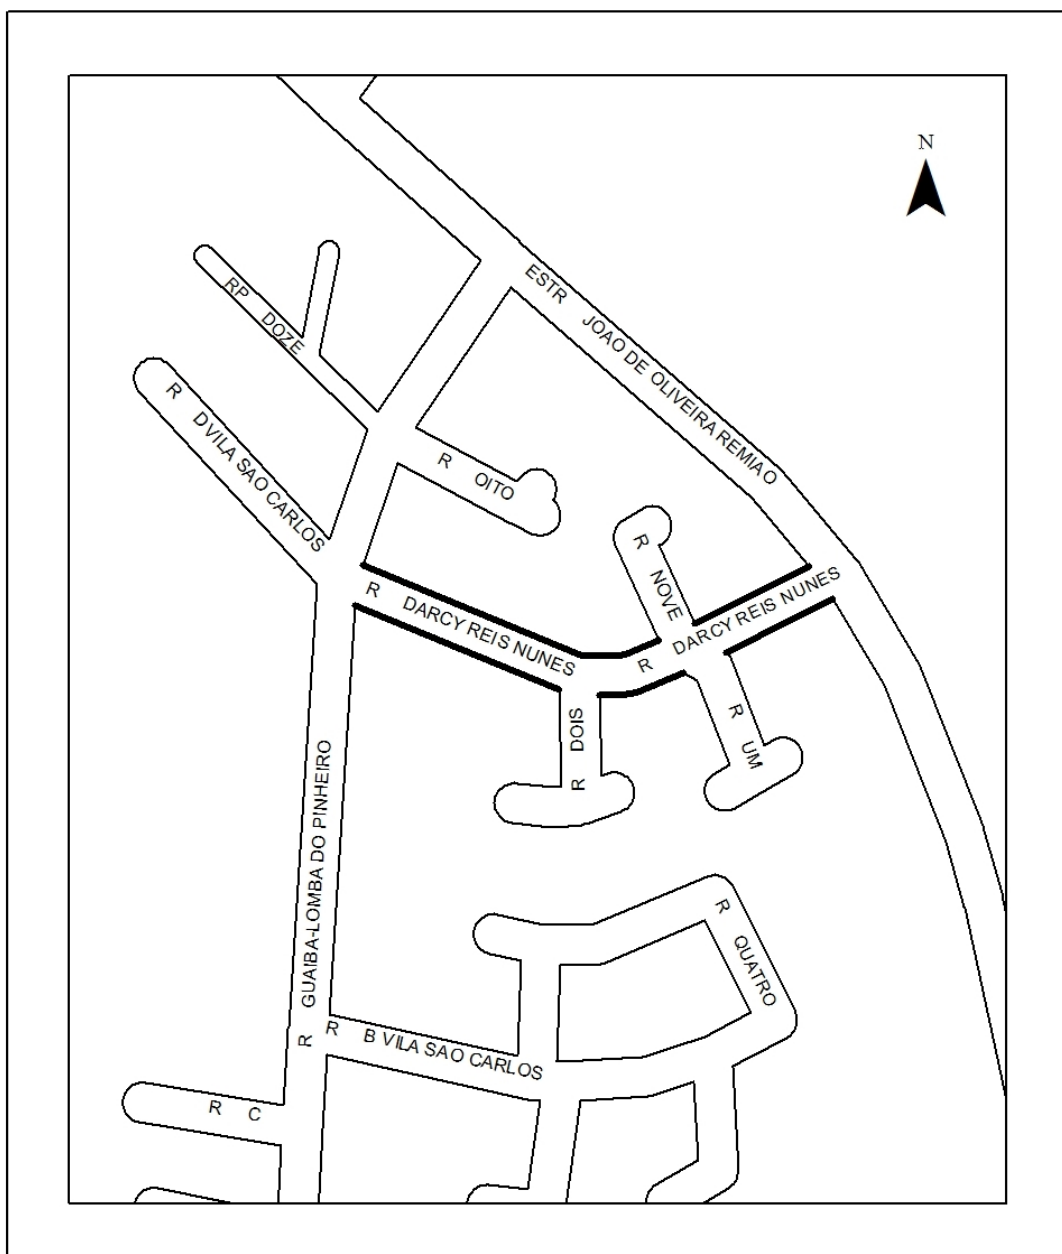 N
ESTR JOAO DE OLIVEIRA REMIAO
RP DOZE
R D VILA SAO CARLOS
R OITO
R NOVE
R DARCY REIS NUNES
R DARCY REIS NUNES
R DOIS
R UM
R GUAIBA-LOMBA DO PINHEIRO
R QUATRO
R B VILA SAO CARLOS
R C